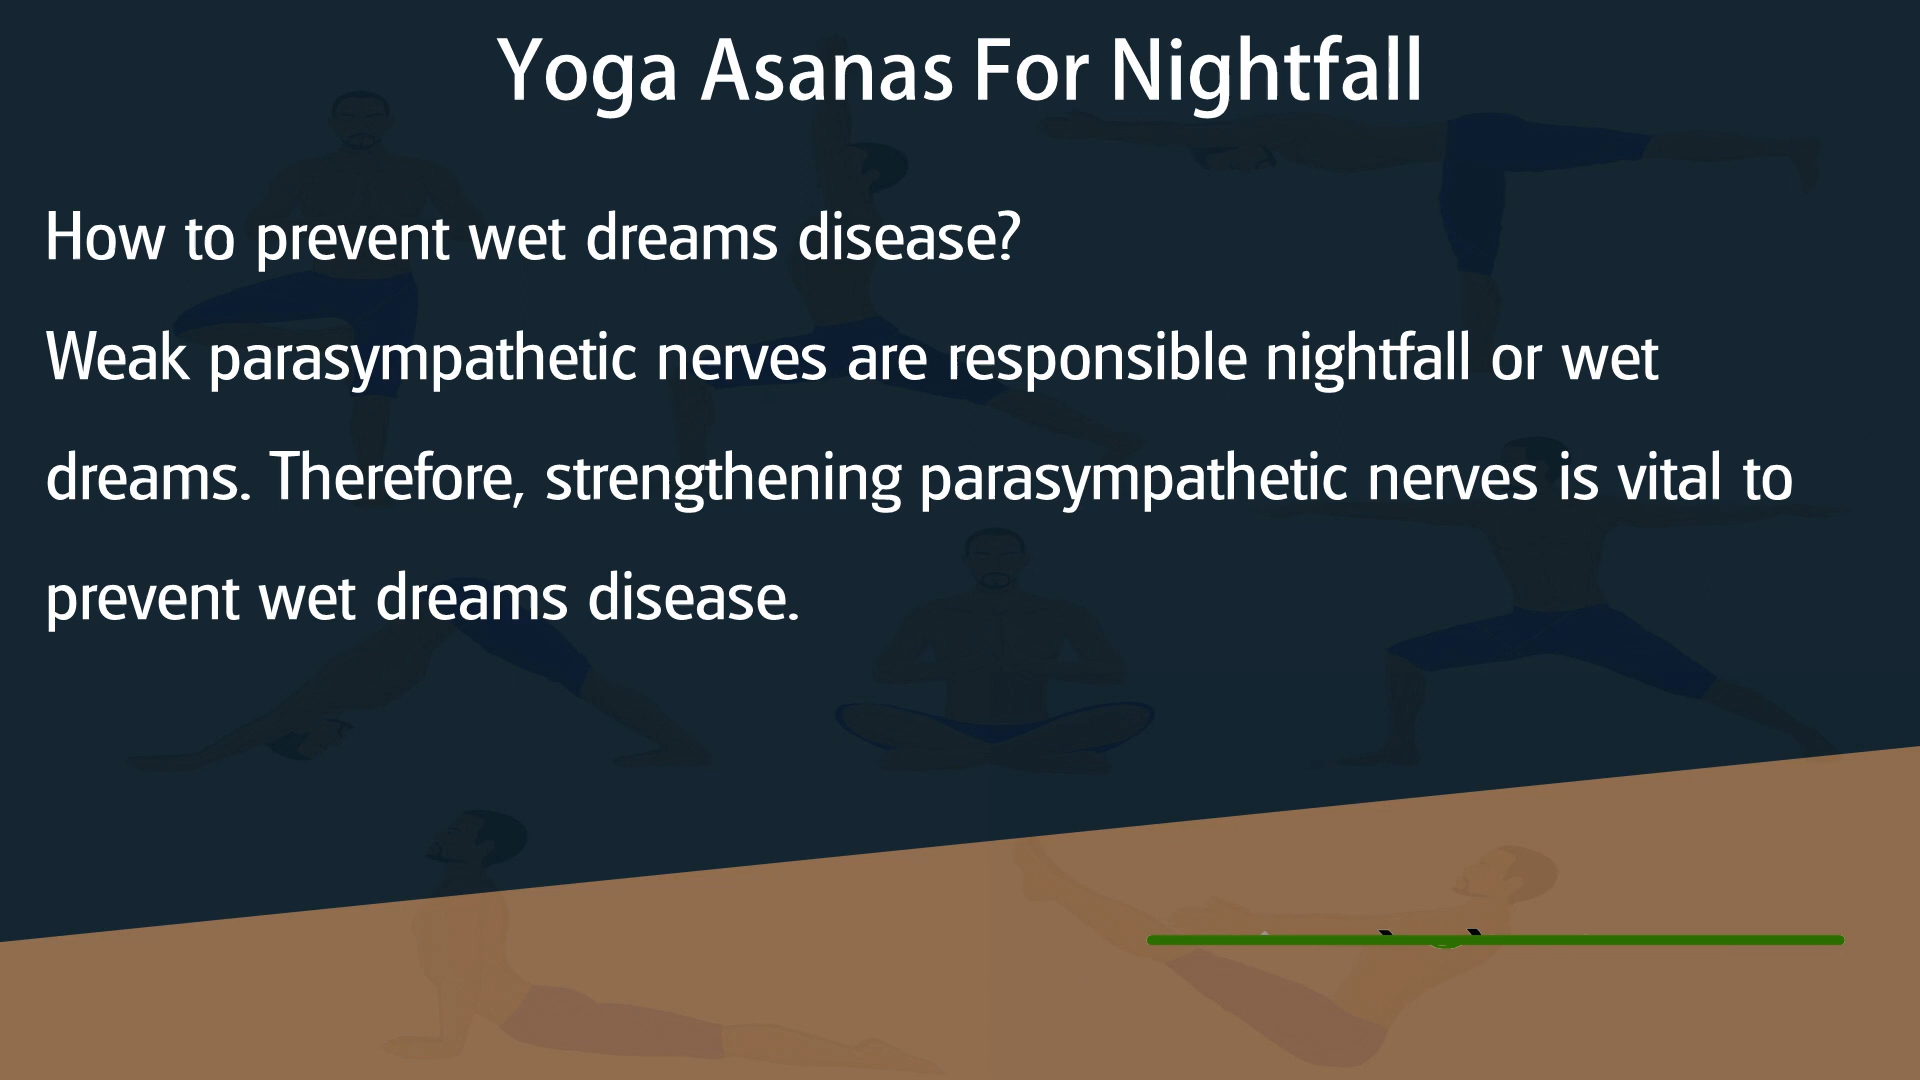 Yoga Asanas For Nightfall
How to prevent wet dreams disease?
Weak parasympathetic nerves are responsible nightfall or wet
dreams. Therefore, strengthening parasympathetic nerves is vital to
prevent wet dreams disease.